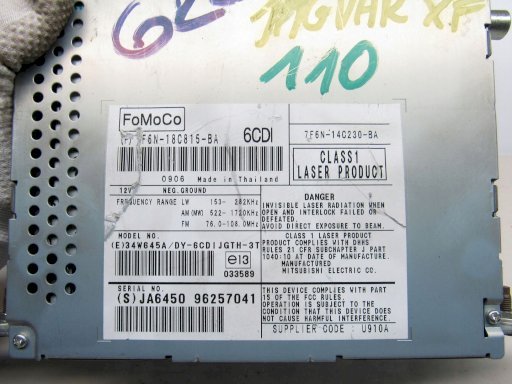 JAGUAR XF
110
FoMoCo
7F6N-18C815-BA 6CDI
7F6N-14C230-BA
0906 Made in Thailand
CLASS1
LASER PRODUCT
12V NEG.GROUND
FREQUENCY RANGE LW 153- 282KHz
AM(MW) 522- 1720KHz
FM 76.0-108.0MHz
DANGER
INVISIBLE LASER RADIATION WHEN
OPEN AND INTERLOCK FAILED OR
DEFEATED.
AVOID DIRECT EXPOSURE TO BEAM.
MODEL NO.
(E)34W645A/DY-6CDIJGTH-3T
e13
033589
CLASS 1 LASER PRODUCT
PRODUCT COMPLIES WITH DHHS
RULES 21 CFR SUBCHAPTER J PART
1040:10 AT DATE OF MANUFACTURE.
MANUFACTURED
MITSUBISHI ELECTRIC CO.
SERIAL NO.
(S)JA6450 96257041
THIS DEVICE COMPLIES WITH PART
15 OF THE FCC RULES.
OPERATION IS SUBJECT TO THE
CONDITION THAT THIS DEVICE DOES
NOT CAUSE HARMFUL INTERFERENCE.
SUPPLIER CODE : U910A